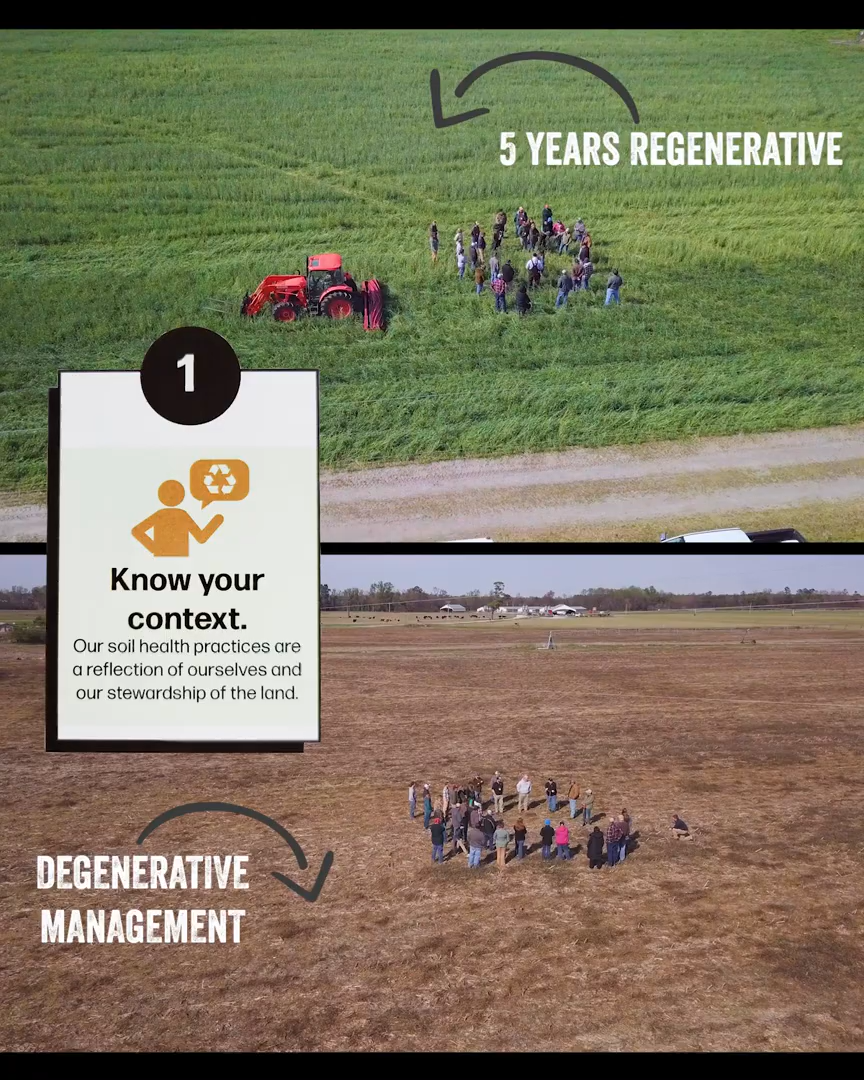 5 YEARS REGENERATIVE
1
Know your
context.
Our soil health practices are
a reflection of ourselves and
our stewardship of the land.
DEGENERATIVE
MANAGEMENT